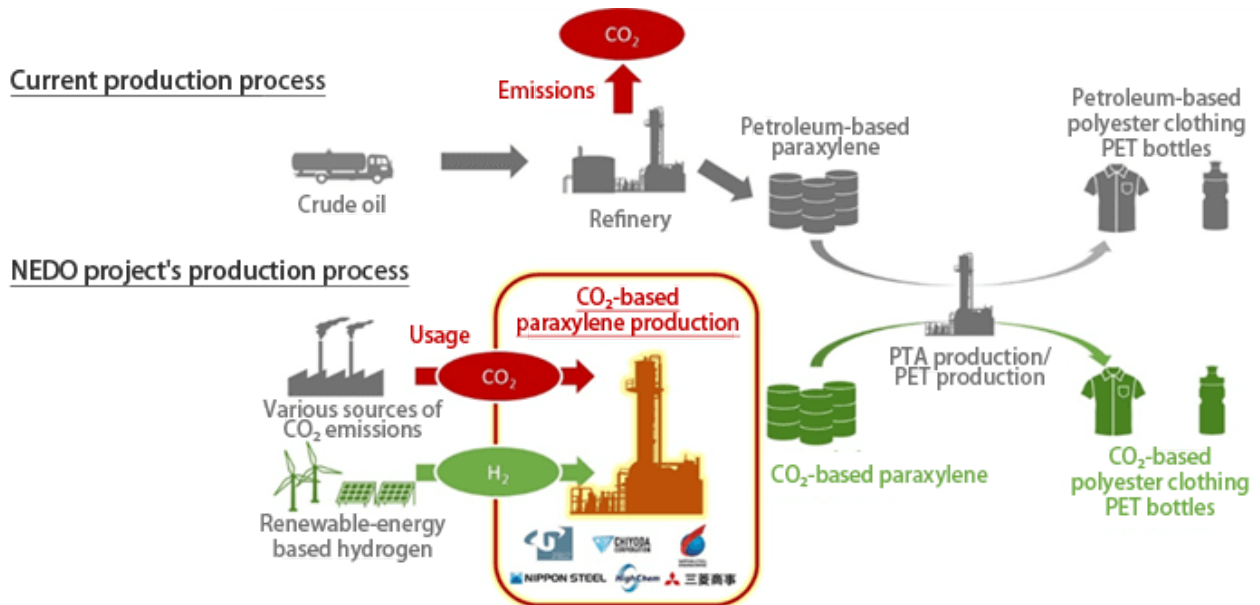 CO₂
Current production process
Emissions
Crude oil
Refinery
Petroleum-based
paraxylene
Petroleum-based
polyester clothing
PET bottles
NEDO project's production process
CO₂-based
paraxylene production
Usage
CO₂
Various sources of
CO₂ emissions
H₂
Renewable-energy
based hydrogen
PTA production/
PET production
CO₂-based paraxylene
CO₂-based
polyester clothing
PET bottles
CHIYODA
CORPORATION
NIPPON STEEL
HighChem
三菱商事